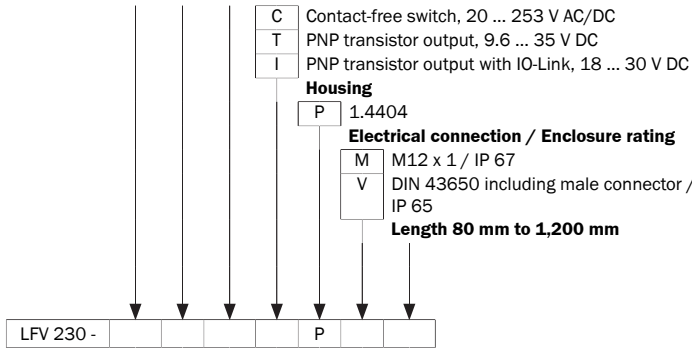 C Contact-free switch, 20 ... 253 V AC/DC
T PNP transistor output, 9.6 ... 35 V DC
I PNP transistor output with IO-Link, 18 ... 30 V DC
Housing
P 1.4404
Electrical connection / Enclosure rating
M M12 x 1 / IP 67
V DIN 43650 including male connector /
IP 65
Length 80 mm to 1,200 mm
LFV 230 - P